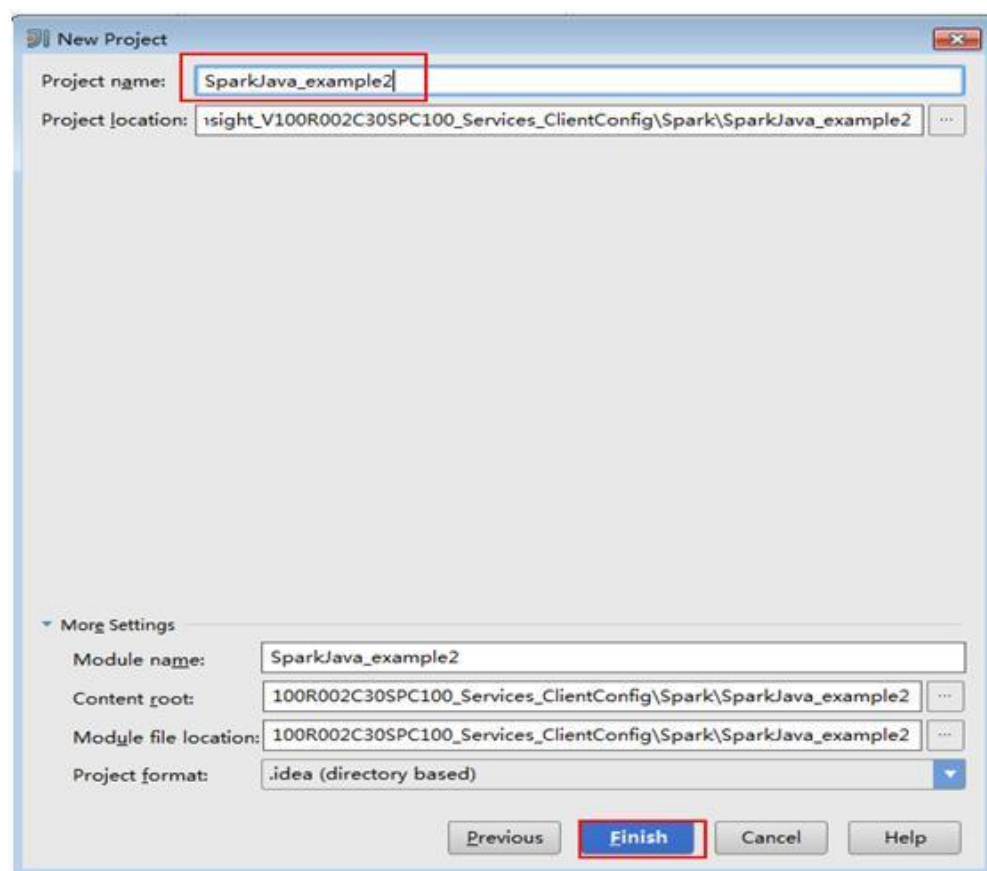 New Project
Project name: SparkJava_example2
Project location: ısight_V100R002C30SPC100_Services_ClientConfig\Spark\SparkJava_example2 ...
More Settings
Module name: SparkJava_example2
Content root: 100R002C30SPC100_Services_ClientConfig\Spark\SparkJava_example2 ...
Module file location: 100R002C30SPC100_Services_ClientConfig\Spark\SparkJava_example2 ...
Project format: .idea (directory based)
Previous Finish Cancel Help